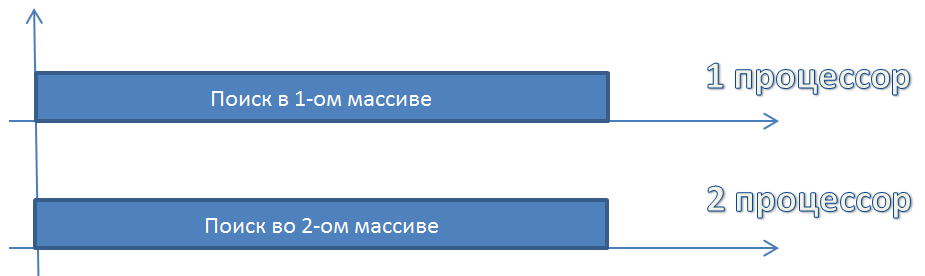 Поиск в 1-ом массиве
1 процессор
Поиск во 2-ом массиве
2 процессор